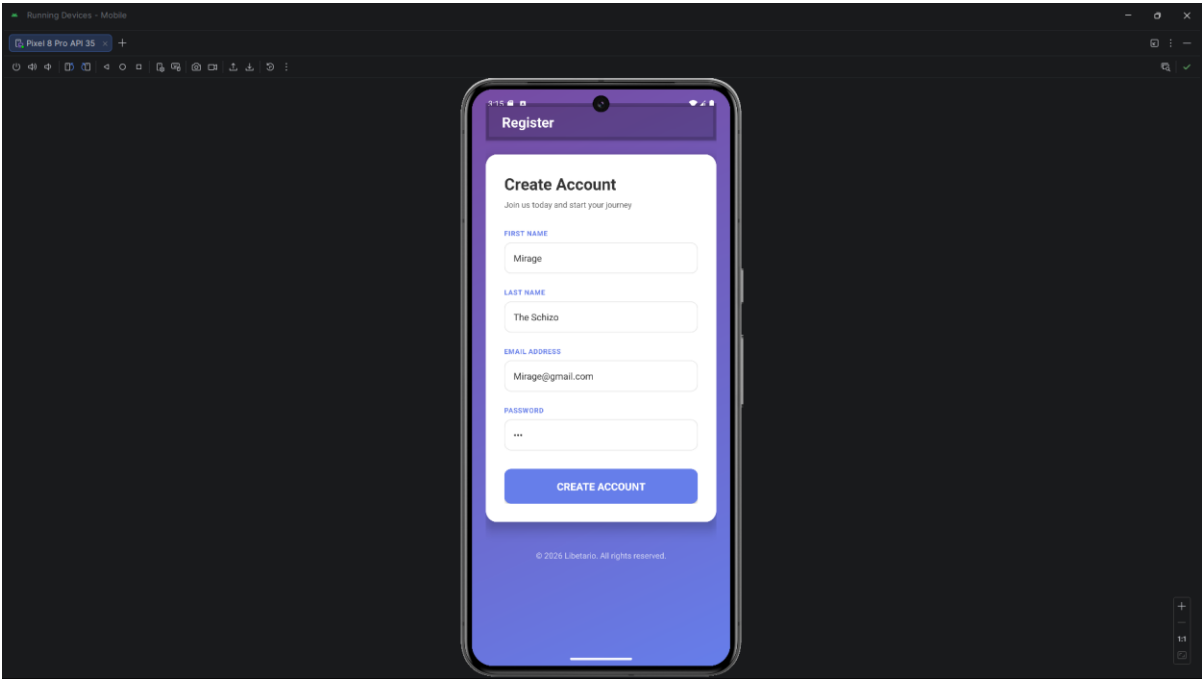 Running Devices - Mobile
Pixel 8 Pro API 35
3:15
Register
Create Account
Join us today and start your journey
FIRST NAME
Mirage
LAST NAME
The Schizo
EMAIL ADDRESS
Mirage@gmail.com
PASSWORD
•••
CREATE ACCOUNT
© 2026 Libetario. All rights reserved.
1:1